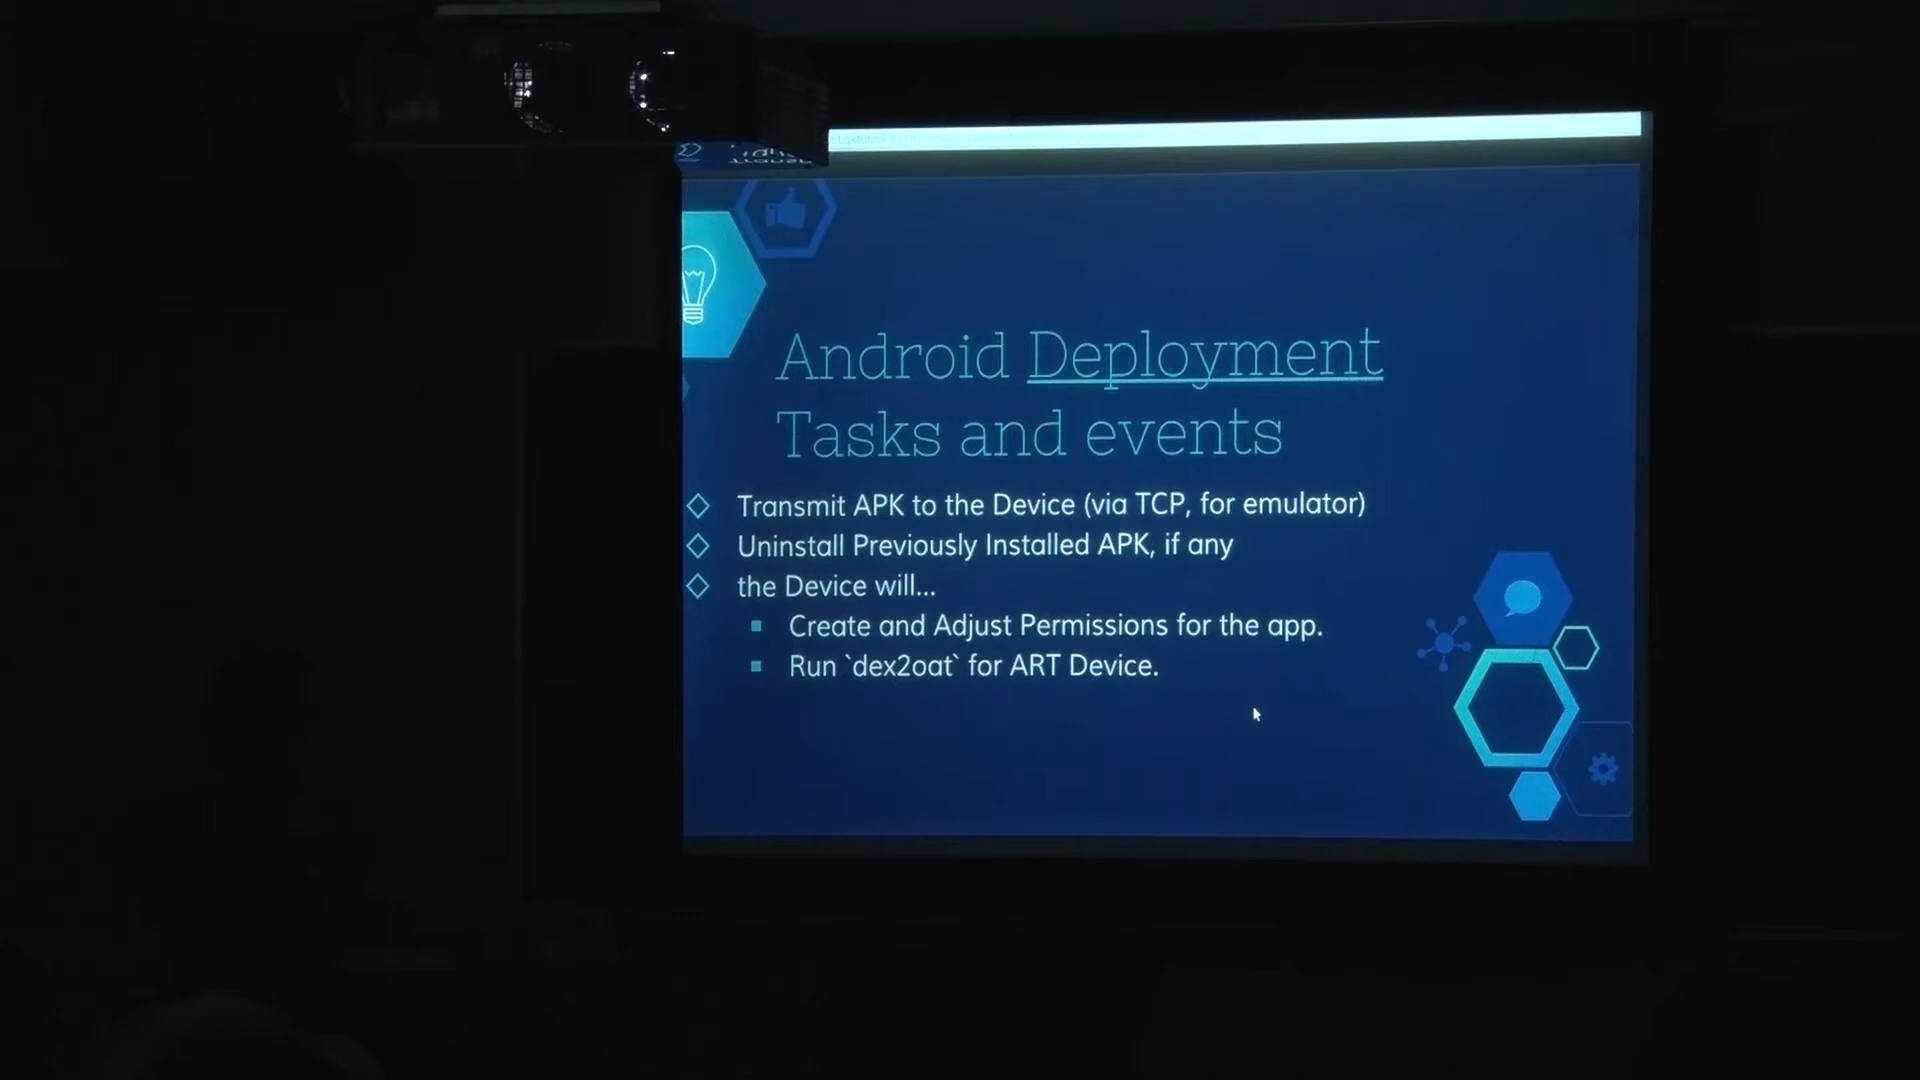 Android Deployment
Tasks and events
Transmit APK to the Device (via TCP, for emulator)
Uninstall Previously Installed APK, if any
the Device will...
Create and Adjust Permissions for the app.
Run `dex2oat` for ART Device.